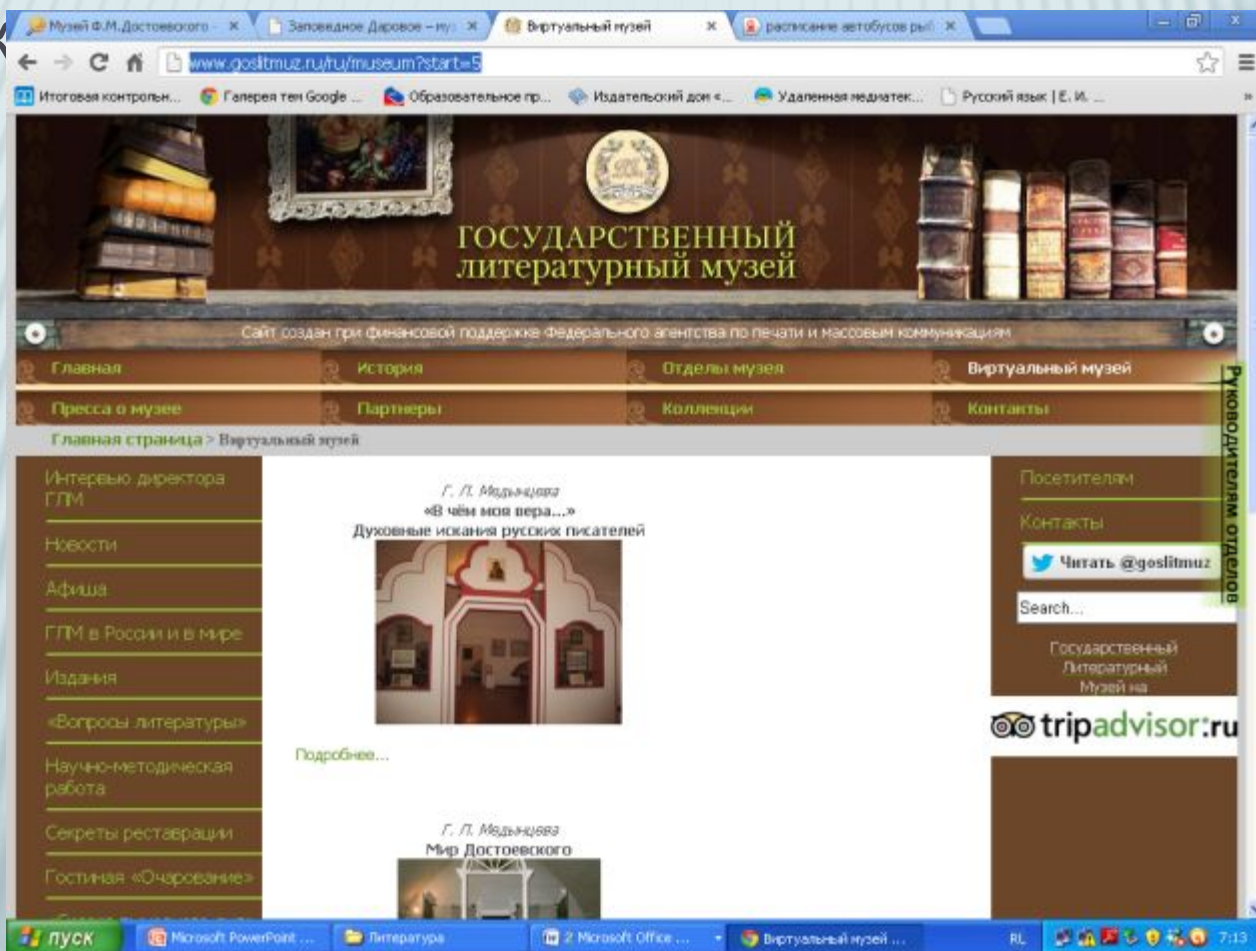 Музей Ф.М.Достоевского -
Заповедное Даровое – муз
Виртуальный музей
расписание автобусов рыб
www.goslitmuz.ru/ru/museum?start=5
Итоговая контрольн...
Галерея тем Google ...
Образовательное пр...
Издательский дом «...
Удаленная медиатек...
Русский язык | Е. И. ...
ГОСУДАРСТВЕННЫЙ
литературный музей
Сайт создан при финансовой поддержке Федерального агентства по печати и массовым коммуникациям
Главная
История
Отделы музея
Виртуальный музей
Пресса о музее
Партнеры
Коллекции
Контакты
Главная страница > Виртуальный музей
Интервью директора
ГЛМ
Новости
Афиша
ГЛМ в России и в мире
Издания
«Вопросы литературы»
Научно-методическая
работа
Секреты реставрации
Гостиная «Очарование»
Г. Л. Медынцева
«В чём моя вера...»
Духовные искания русских писателей
Подробнее...
Г. Л. Медынцева
Мир Достоевского
Посетителям
Контакты
Читать @goslitmuz
Search...
Государственный
Литературный
Музей на
tripadvisor:ru
Руководителям отделов
пуск
Microsoft PowerPoint ...
Литература
2 Microsoft Office ...
Виртуальный музей ...
RL
7:13